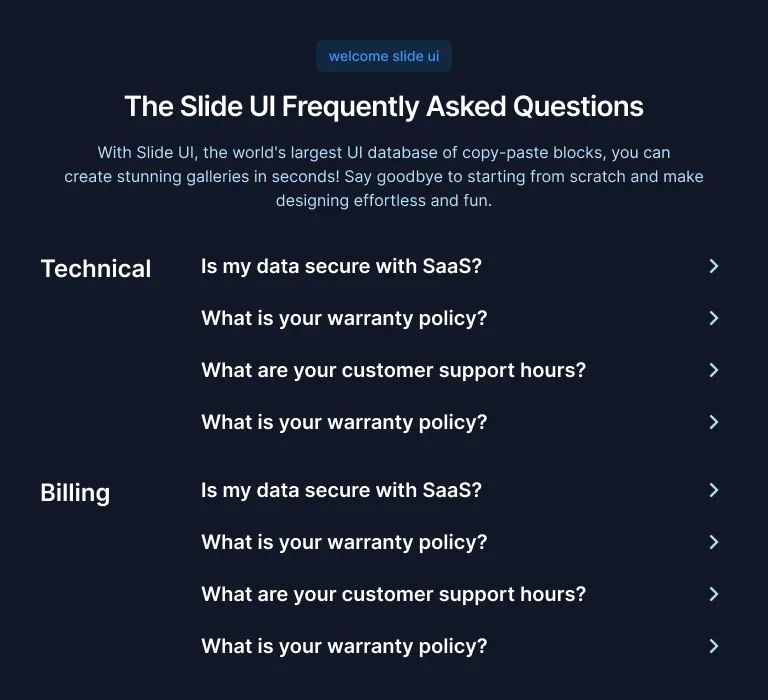 welcome slide ui
The Slide UI Frequently Asked Questions
With Slide UI, the world's largest UI database of copy-paste blocks, you can
create stunning galleries in seconds! Say goodbye to starting from scratch and make
designing effortless and fun.
Technical
Is my data secure with SaaS?
What is your warranty policy?
What are your customer support hours?
What is your warranty policy?
Billing
Is my data secure with SaaS?
What is your warranty policy?
What are your customer support hours?
What is your warranty policy?